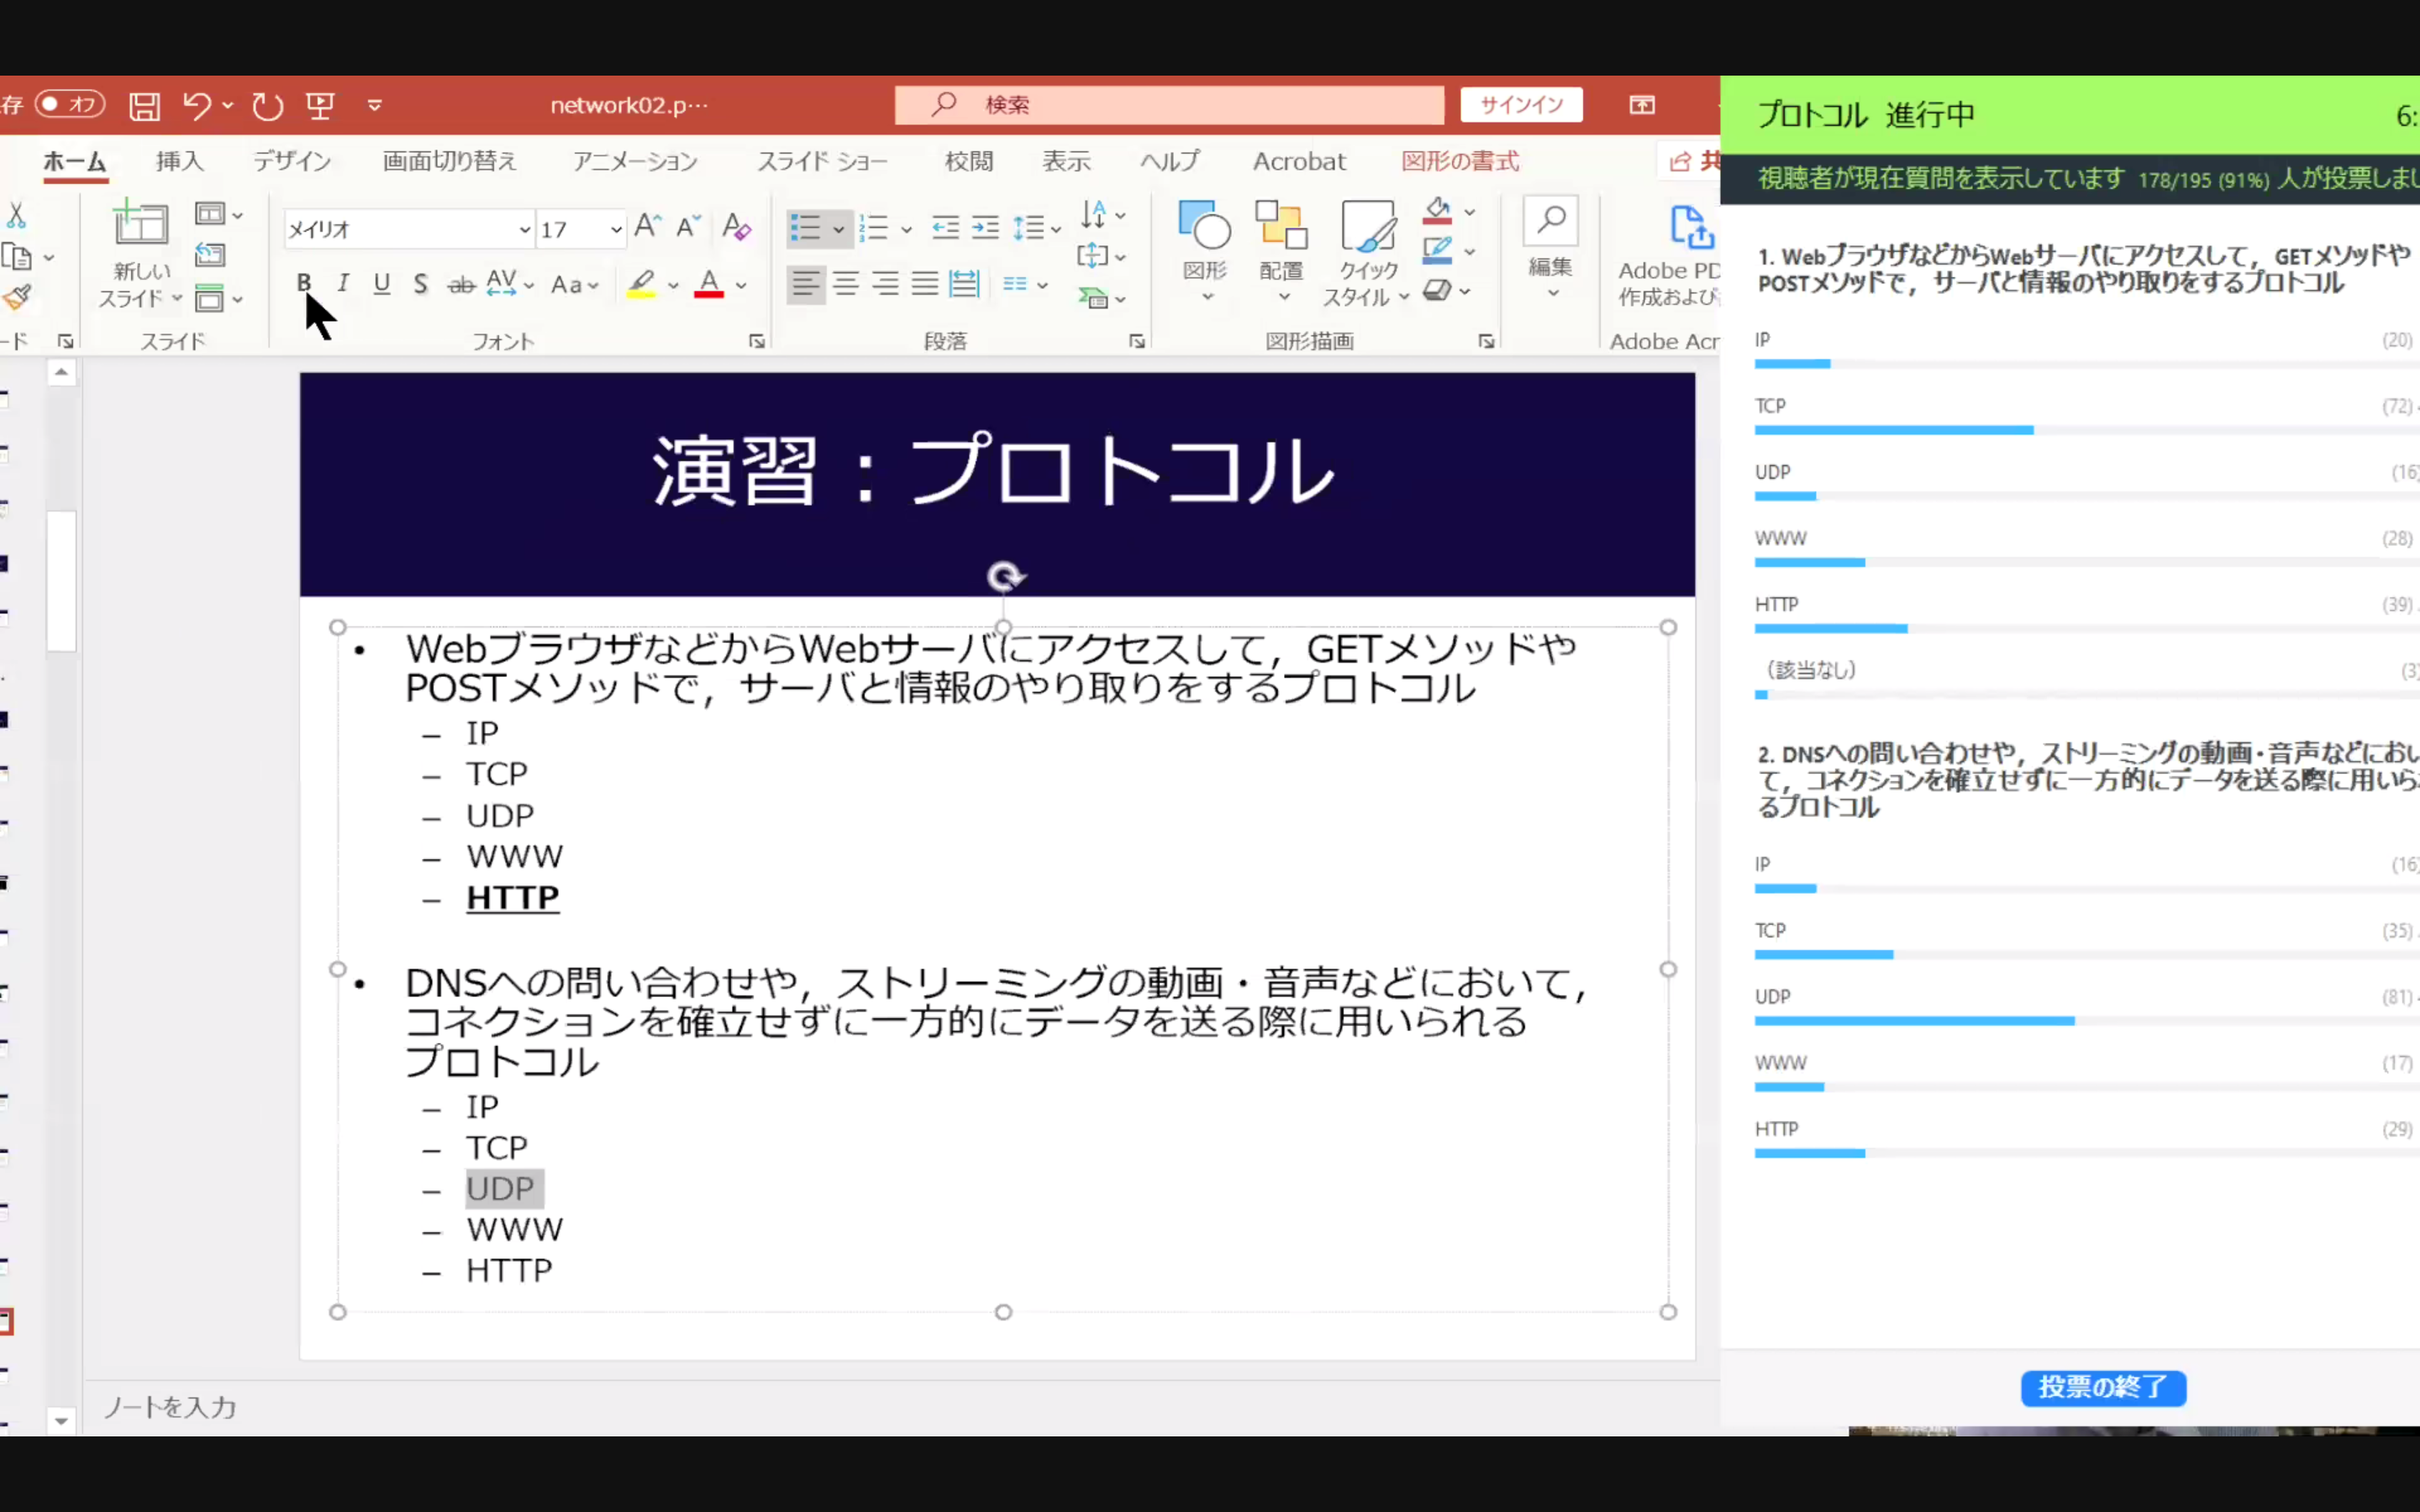 存 オフ network02.p… 検索 サインイン
ホーム 挿入 デザイン 画面切り替え アニメーション スライド ショー 校閲 表示 ヘルプ Acrobat 図形の書式 共
新しい
スライド
スライド
メイリオ 17
B I U S ab AV Aa A
フォント
段落
図形 配置 クイック
スタイル
図形描画
編集
Adobe PD
作成および
Adobe Acr
ド
演習：プロトコル
• WebブラウザなどからWebサーバにアクセスして，GETメソッドや
POSTメソッドで，サーバと情報のやり取りをするプロトコル
– IP
– TCP
– UDP
– WWW
– HTTP
• DNSへの問い合わせや，ストリーミングの動画・音声などにおいて，
コネクションを確立せずに一方的にデータを送る際に用いられる
プロトコル
– IP
– TCP
– UDP
– WWW
– HTTP
ノートを入力
プロトコル 進行中 6:
視聴者が現在質問を表示しています 178/195 (91%) 人が投票しまし
1. WebブラウザなどからWebサーバにアクセスして，GETメソッドや
POSTメソッドで，サーバと情報のやり取りをするプロトコル
IP (20)
TCP (72)
UDP (16)
WWW (28)
HTTP (39)
（該当なし） (3)
2. DNSへの問い合わせや，ストリーミングの動画・音声などにおい
て，コネクションを確立せずに一方的にデータを送る際に用いら
るプロトコル
IP (16)
TCP (35)
UDP (81)
WWW (17)
HTTP (29)
投票の終了